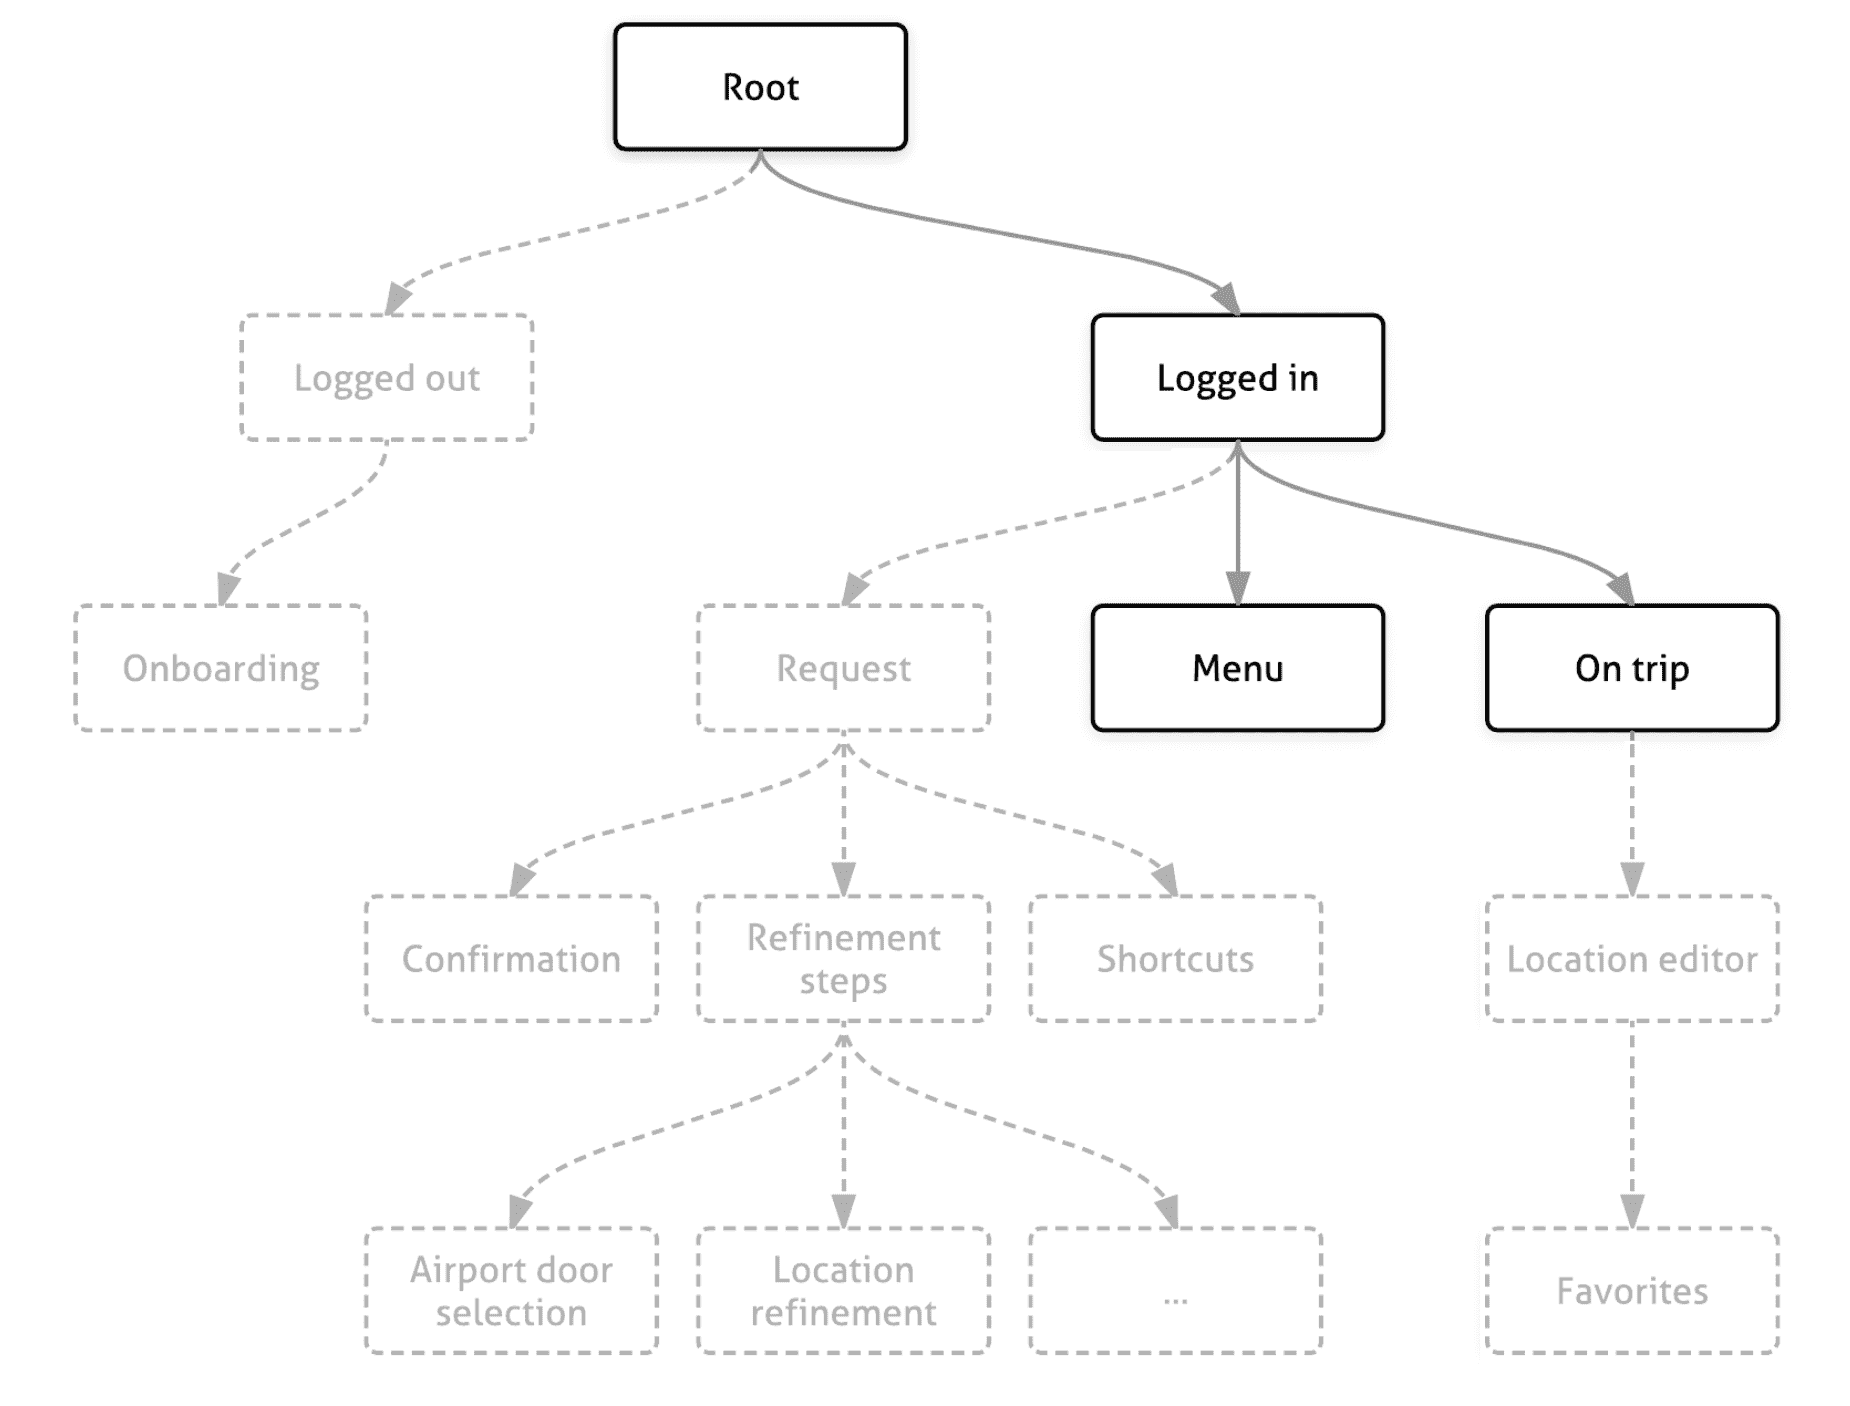 Root
Logged out
Logged in
Onboarding
Request
Menu
On trip
Confirmation
Refinement
steps
Shortcuts
Location editor
Airport door
selection
Location
refinement
...
Favorites